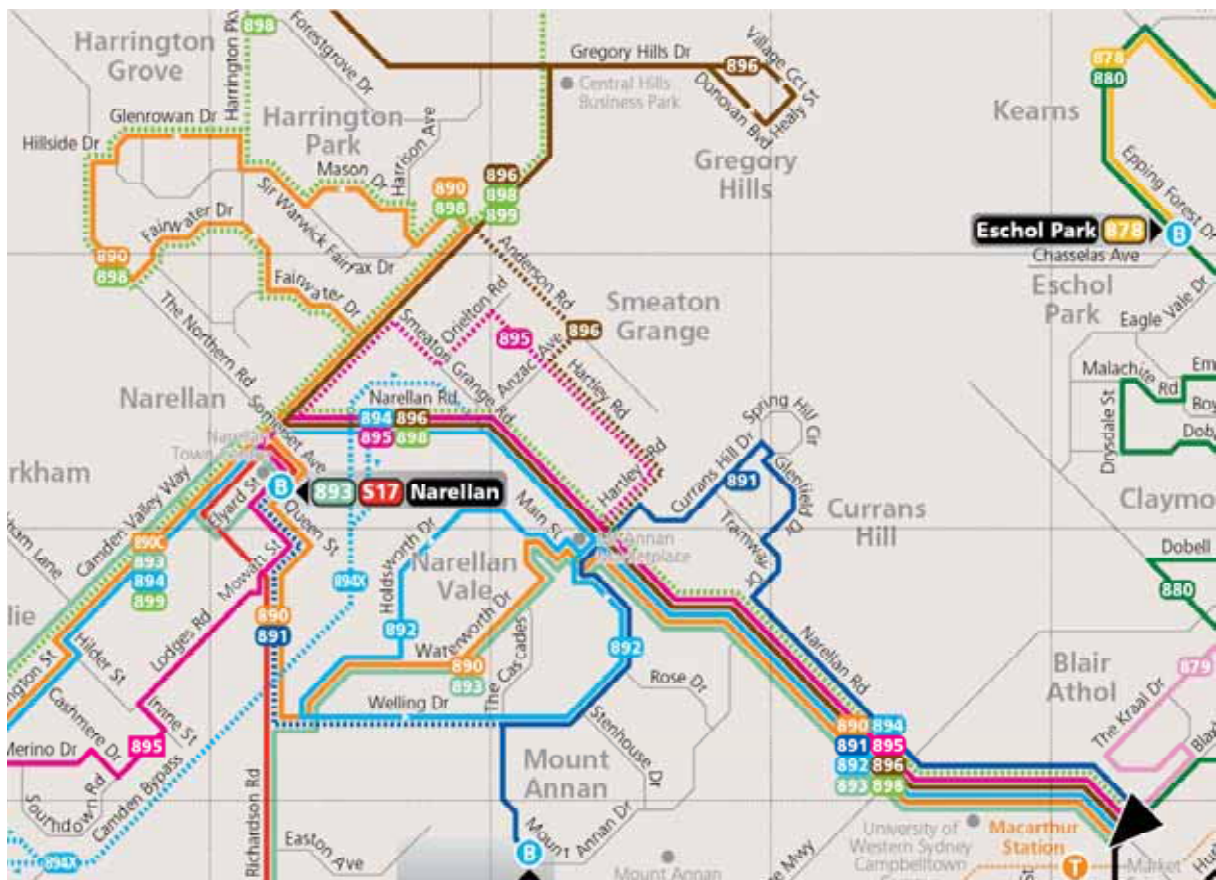 Harrington
Grove
Harrington Pkwy
898
Forestgrove Dr
Gregory Hills Dr
896
Village Cct
Central Hills
Business Park
Donovan Bvd
Healy St
Gregory
Hills
878
880
Kearns
Epping Forest Dr
Eschol Park 878
B
Chasselas Ave
Eschol
Park
Eagle Vale Dr
Glenrowan Dr
Hillside Dr
Harrington
Park
Mason Dr
Harrison Ave
Sir Warwick Fairfax Dr
890
898
896
898
899
Fairwater Dr
890
898
Fairwater Dr
The Northern Rd
Anderson Rd
Smeaton
Grange
Smeaton Grange Rd
Orielton Rd
895
Anzac Ave
896
Hartley Rd
Malachite Rd
Drysdale St
Narellan
Somerset Ave
Narellan Rd
894 896
895 898
Spring Hill Cir
Currans Hill Dr
891
Glenfield Dr
Hartley Rd
Tramway Dr
Currans
Hill
Camden Valley Way
Elyard St
B
893 S17 Narellan
Queen St
Main St
890X
893
894
899
Mowatt St
Lodges Rd
894X
Holdsworth Dr
Narellan
Vale
892
Waterworth Dr
890
893
The Cascades
892
890
891
Hilder St
Welling Dr
Rose Dr
Narellan Rd
Dobell
880
Blair
Athol
879
The Kraal Dr
Cashmere Dr
Irvine St
895
Merino Dr
Southdown Rd
Camden Bypass
894X
Richardson Rd
Stenhouse Dr
Mount
Annan
Mount Annan Dr
B
890 894
891 895
892 896
893 898
Easton Ave
Mount Annan
University of
Western Sydney
Campbelltown
Macarthur
Station
T
Market